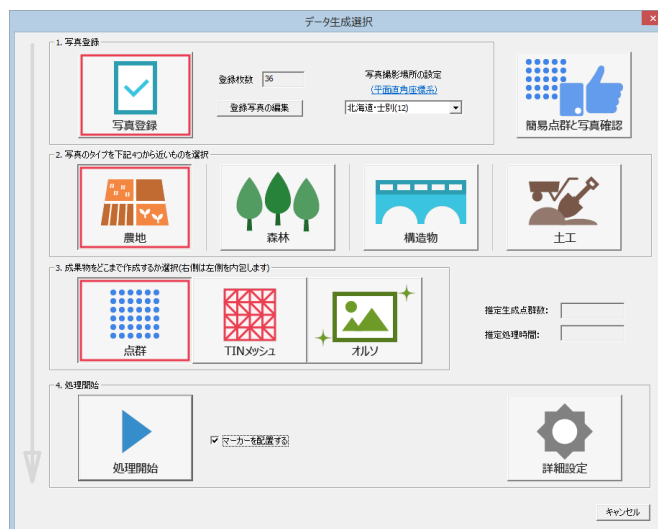 データ生成選択
1. 写真登録
写真登録
登録枚数 36
登録写真の編集
写真撮影場所の設定
(平面直角座標系)
北海道・士別(12)
簡易点群と写真確認
2. 写真のタイプを下記4つから近いものを選択
農地
森林
構造物
土工
3. 成果物をどこまで作成するか選択(右側は左側を内包します)
点群
TINメッシュ
オルソ
推定生成点群数:
推定処理時間:
4. 処理開始
処理開始
マーカーを配置する
詳細設定
キャンセル